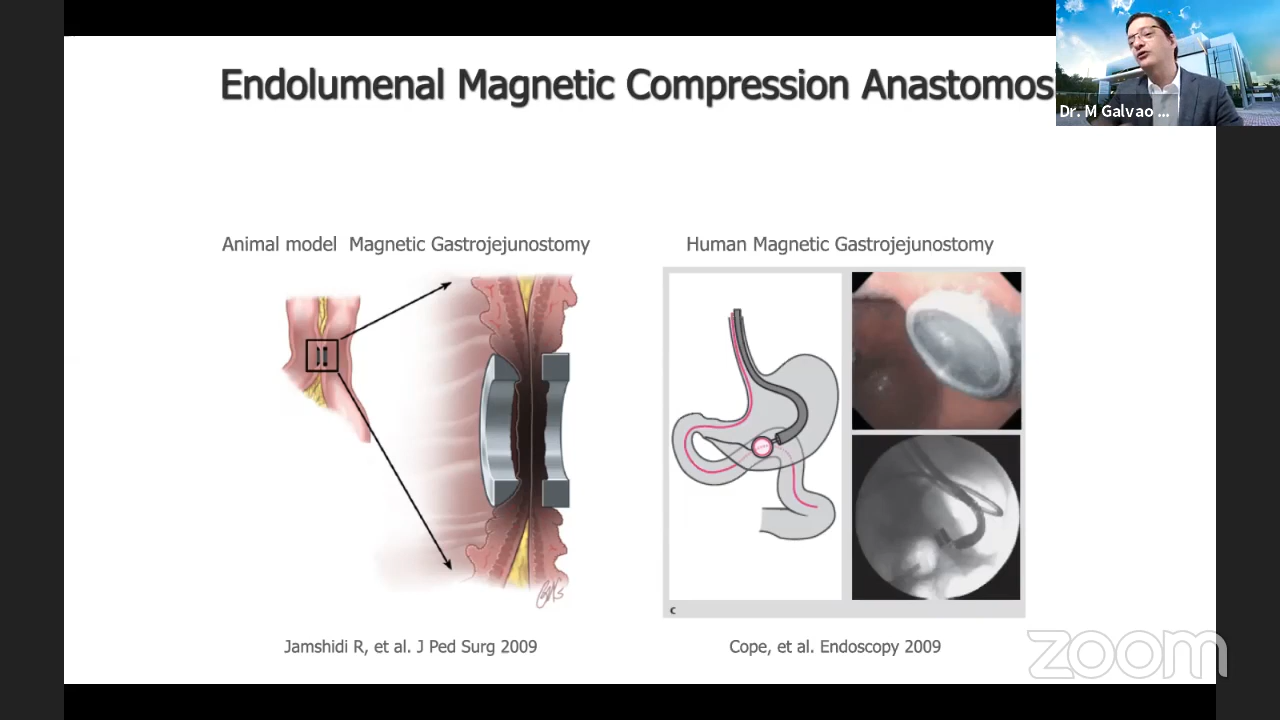 Endolumenal Magnetic Compression Anastomos
Dr. M Galvao ...
Animal model Magnetic Gastrojejunostomy
Human Magnetic Gastrojejunostomy
c
Jamshidi R, et al. J Ped Surg 2009
Cope, et al. Endoscopy 2009
zoom